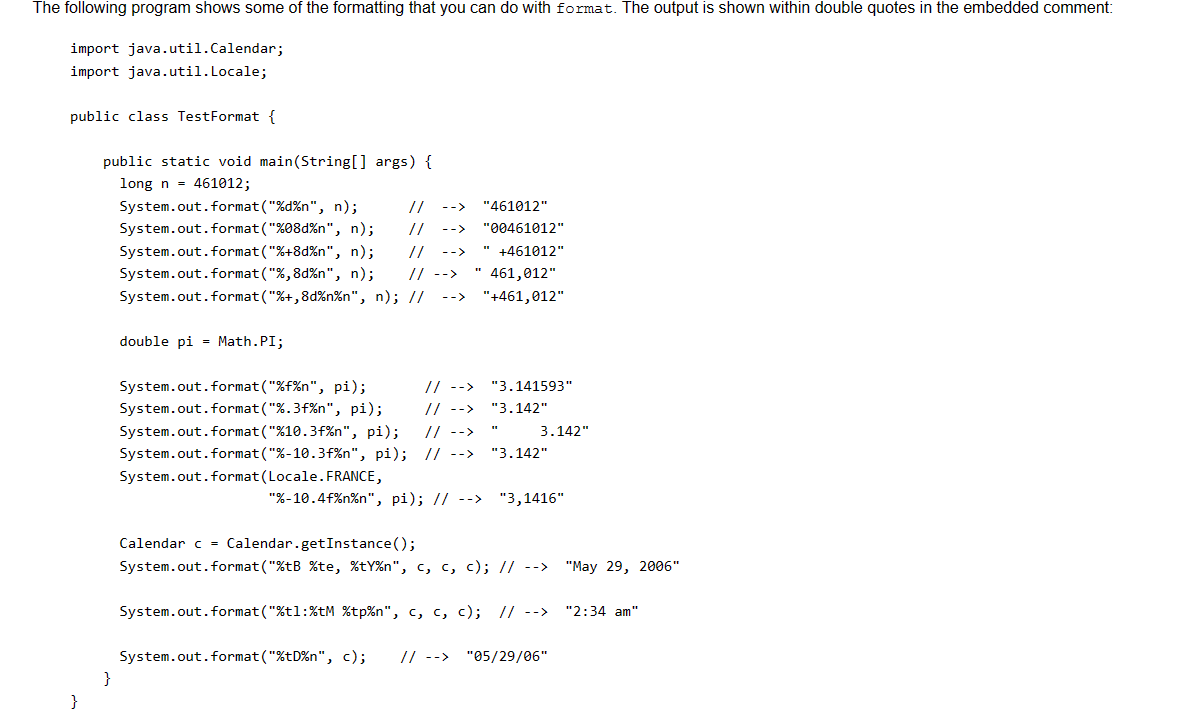 The following program shows some of the formatting that you can do with format. The output is shown within double quotes in the embedded comment:
import java.util.Calendar;
import java.util.Locale;
public class TestFormat {
public static void main(String[] args) {
long n = 461012;
System.out.format("%d%n", n);      //  -->  "461012"
System.out.format("%08d%n", n);    //  -->  "00461012"
System.out.format("%+8d%n", n);    //  -->  " +461012"
System.out.format("%,8d%n", n);    // -->  " 461,012"
System.out.format("%+,8d%n%n", n); //  -->  "+461,012"
double pi = Math.PI;
System.out.format("%f%n", pi);       // -->  "3.141593"
System.out.format("%.3f%n", pi);     // -->  "3.142"
System.out.format("%10.3f%n", pi);   // -->  "     3.142"
System.out.format("%-10.3f%n", pi);  // -->  "3.142"
System.out.format(Locale.FRANCE,
"%-10.4f%n%n", pi); // -->  "3,1416"
Calendar c = Calendar.getInstance();
System.out.format("%tB %te, %tY%n", c, c, c); // -->  "May 29, 2006"
System.out.format("%tl:%tM %tp%n", c, c, c);  // -->  "2:34 am"
System.out.format("%tD%n", c);    // -->  "05/29/06"
}
}